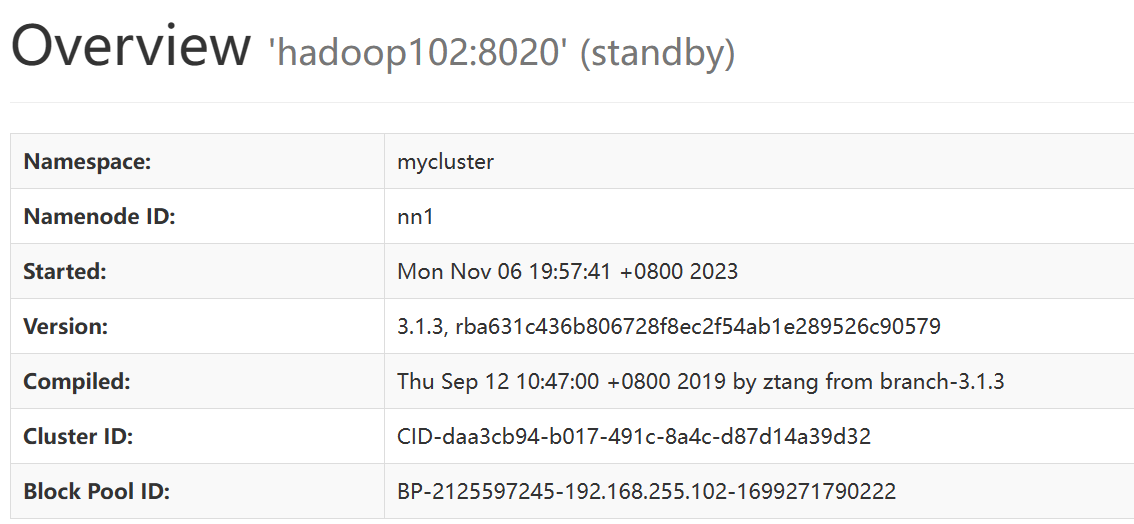 Overview 'hadoop102:8020' (standby)
Namespace: mycluster
Namenode ID: nn1
Started: Mon Nov 06 19:57:41 +0800 2023
Version: 3.1.3, rba631c436b806728f8ec2f54ab1e289526c90579
Compiled: Thu Sep 12 10:47:00 +0800 2019 by ztang from branch-3.1.3
Cluster ID: CID-daa3cb94-b017-491c-8a4c-d87d14a39d32
Block Pool ID: BP-2125597245-192.168.255.102-1699271790222